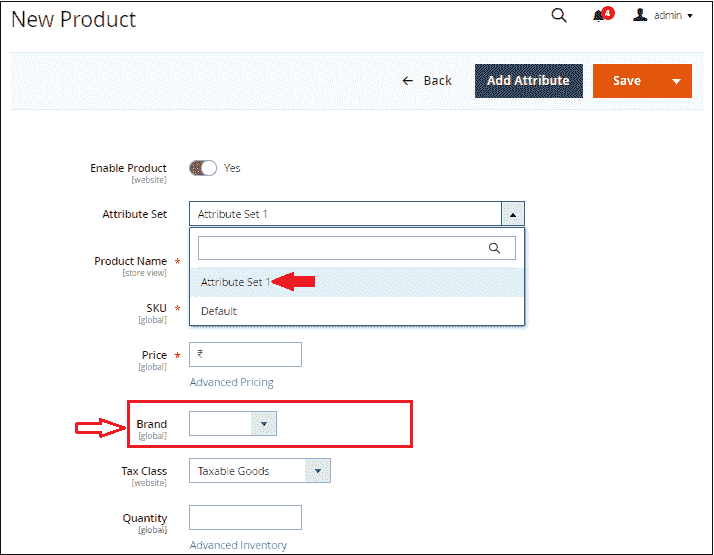 New Product
4
admin
Back
Add Attribute
Save
Enable Product
[website]
Yes
Attribute Set
Attribute Set 1
Product Name *
[store view]
Attribute Set 1
SKU *
[global]
Default
Price *
[global]
₹
Advanced Pricing
Brand
[global]
Tax Class
[website]
Taxable Goods
Quantity
[global]
Advanced Inventory